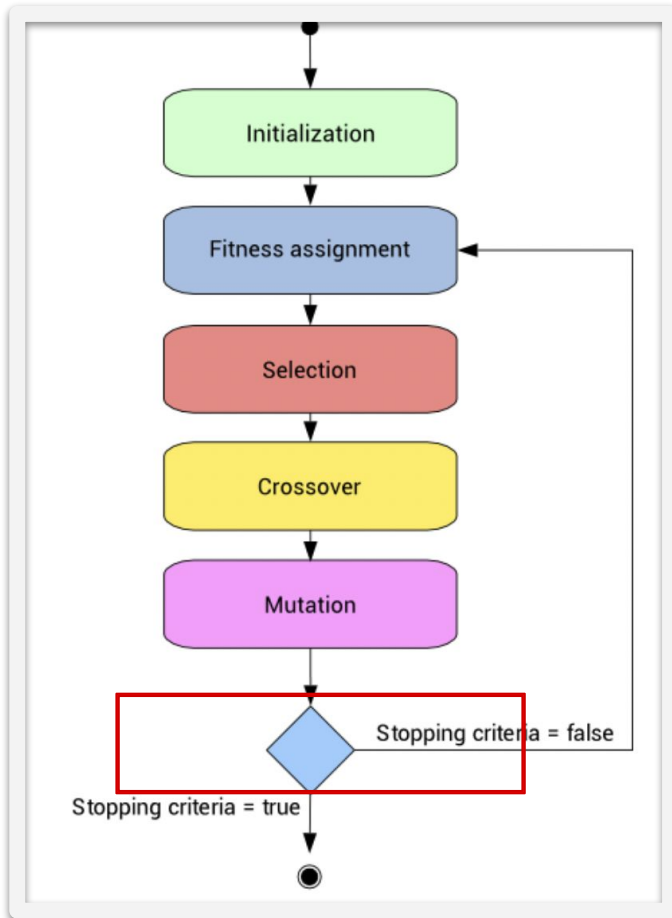 Initialization
Fitness assignment
Selection
Crossover
Mutation
Stopping criteria = false
Stopping criteria = true